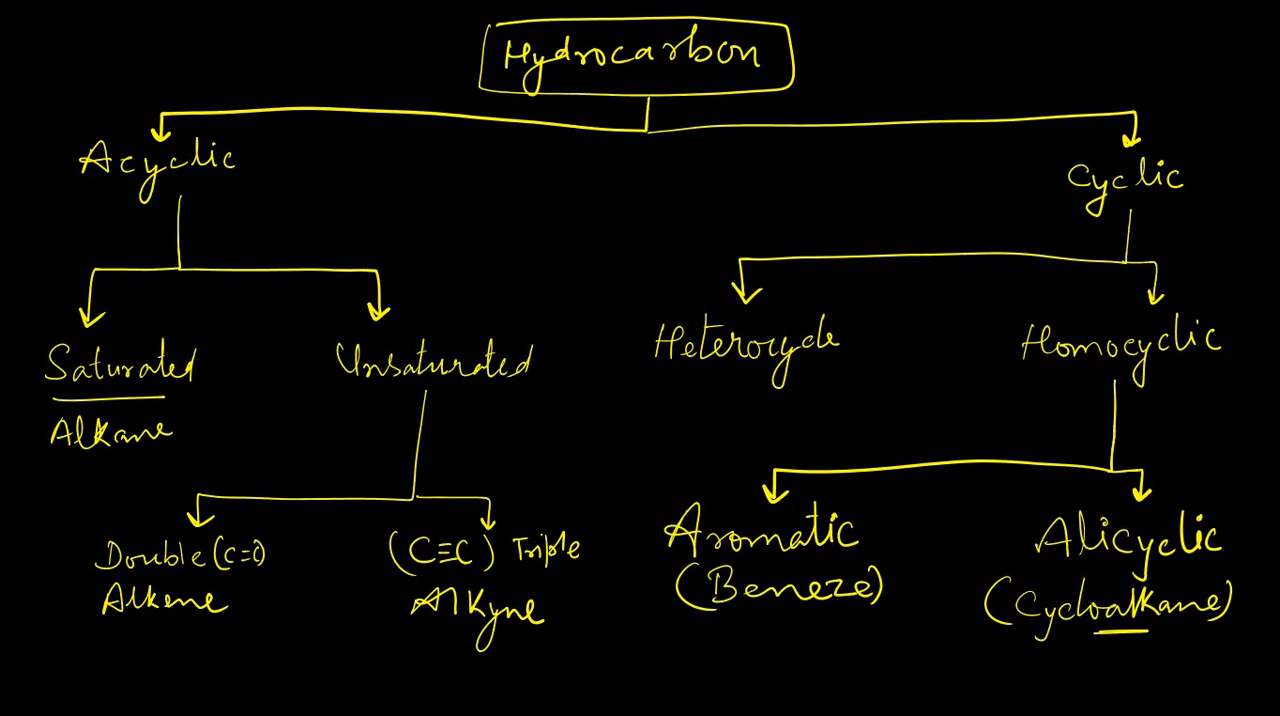 Hydrocarbon
Acyclic
Cyclic
Saturated
Alkane
Unsaturated
Heterocycle
Homocyclic
Double (C=C)
Alkene
(C≡C) Triple
Alkyne
Aromatic
(Beneze)
Alicyclic
(Cycloalkane)